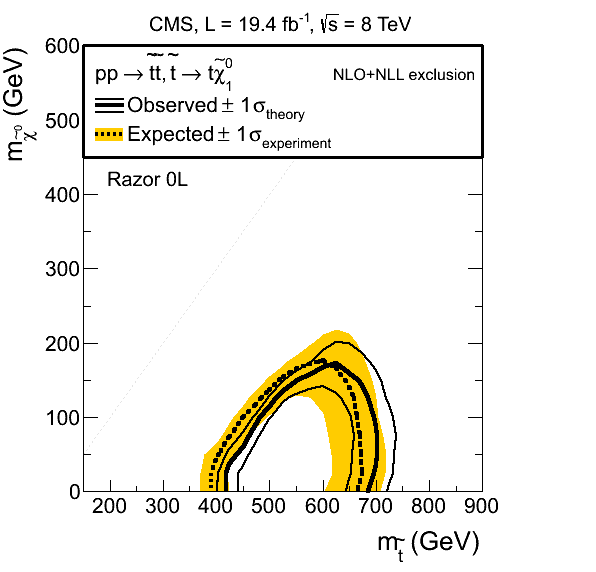 CMS, L = 19.4 fb⁻¹, √s = 8 TeV
pp → t̃t̃, t̃ → tχ̃⁰₁ NLO+NLL exclusion
Observed ± 1σ_theory
Expected ± 1σ_experiment
Razor 0L
m_χ̃⁰ (GeV)
600
500
400
300
200
100
0
200 300 400 500 600 700 800 900
m_t̃ (GeV)